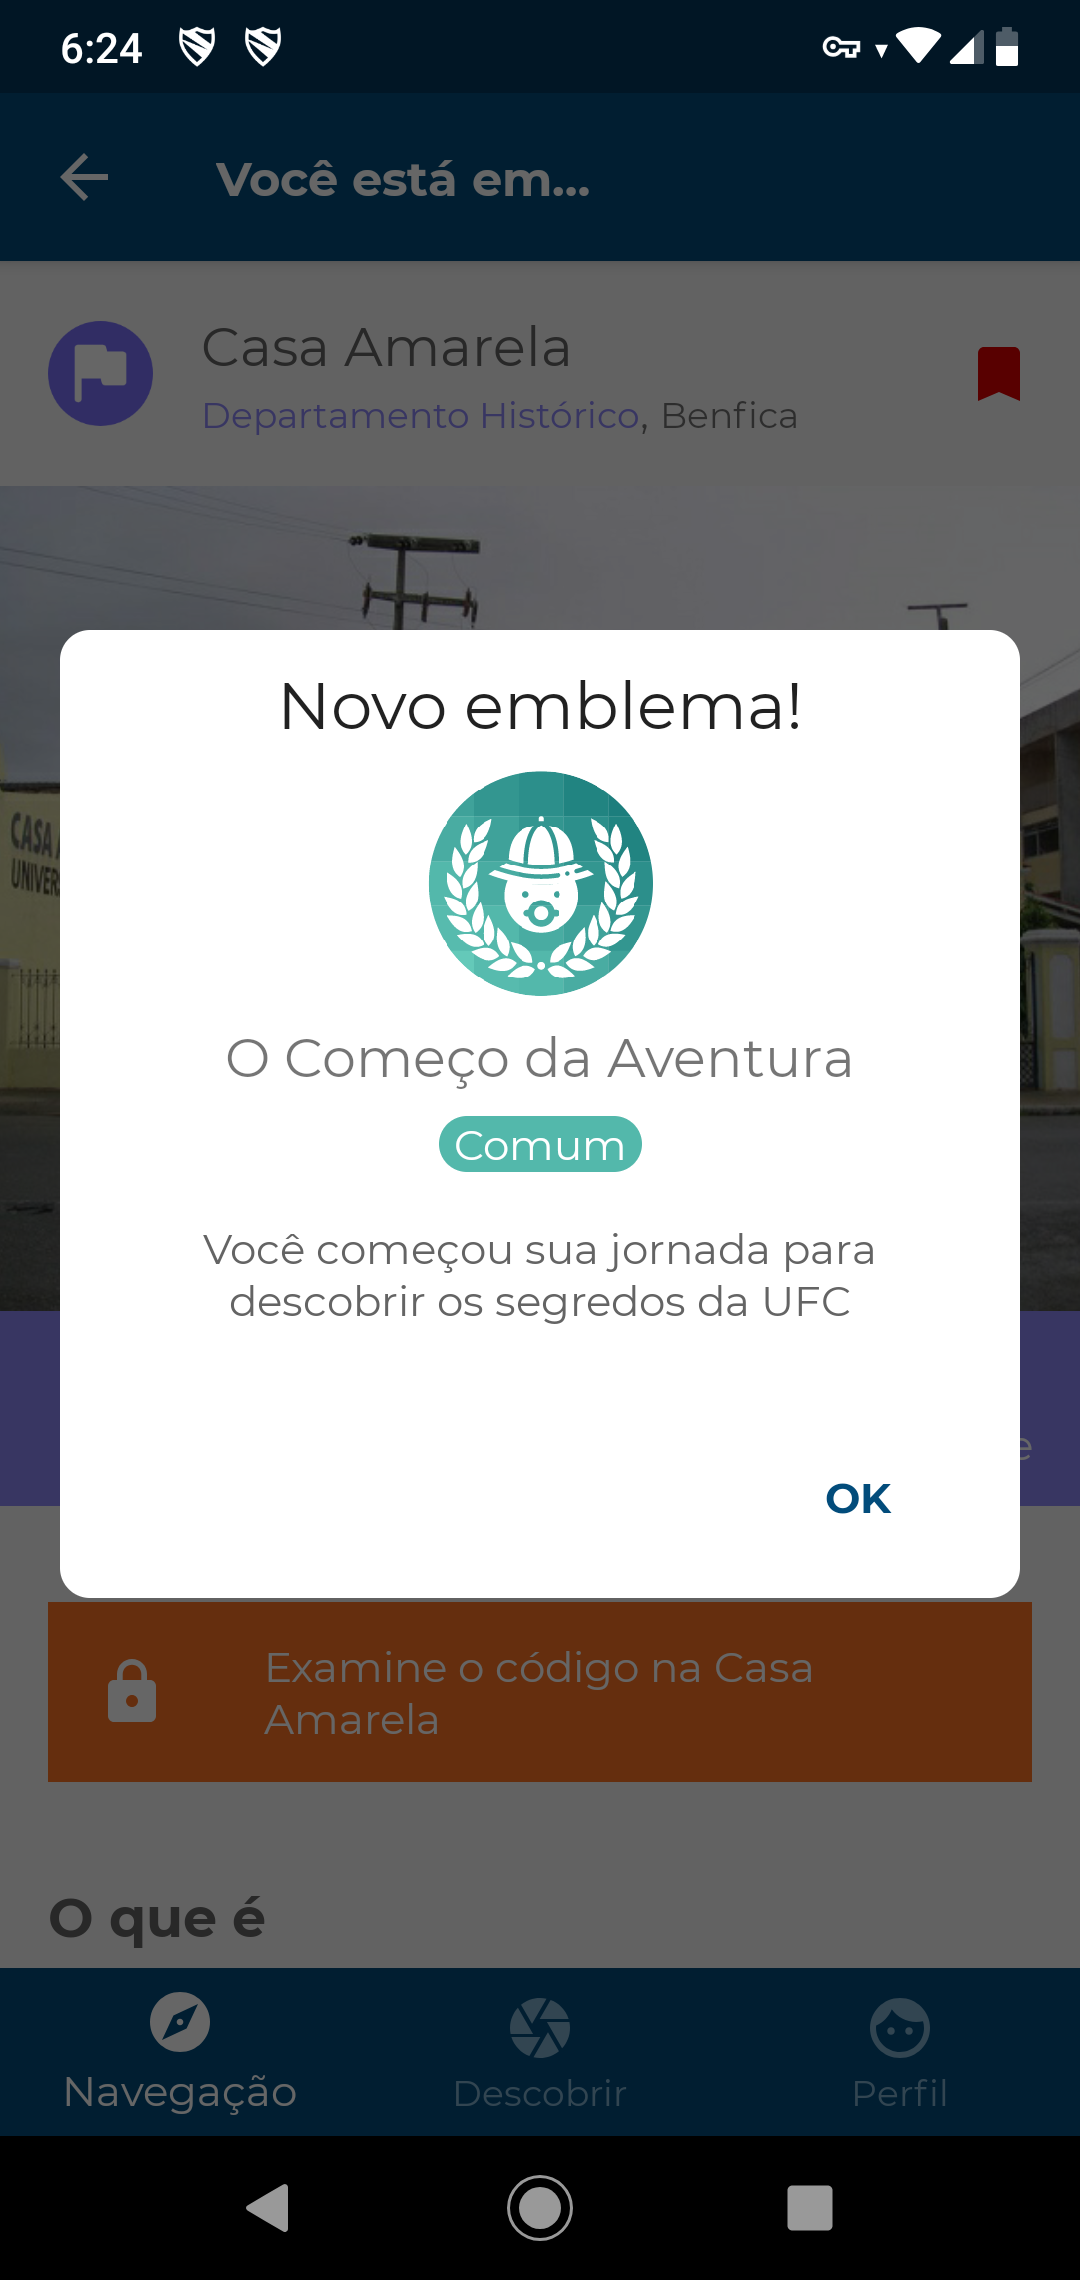 6:24
Você está em...
Casa Amarela
Departamento Histórico, Benfica
CASA
UNIVER
Novo emblema!
O Começo da Aventura
Comum
Você começou sua jornada para
descobrir os segredos da UFC
e
OK
Examine o código na Casa
Amarela
O que é
Navegação
Descobrir
Perfil